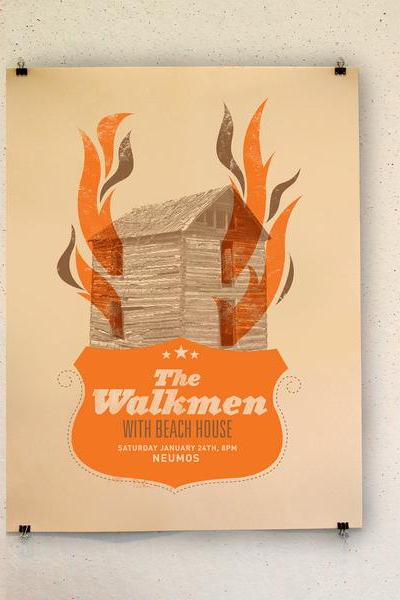 The
Walkmen
WITH BEACH HOUSE
SATURDAY JANUARY 24TH, 8PM
NEUMOS